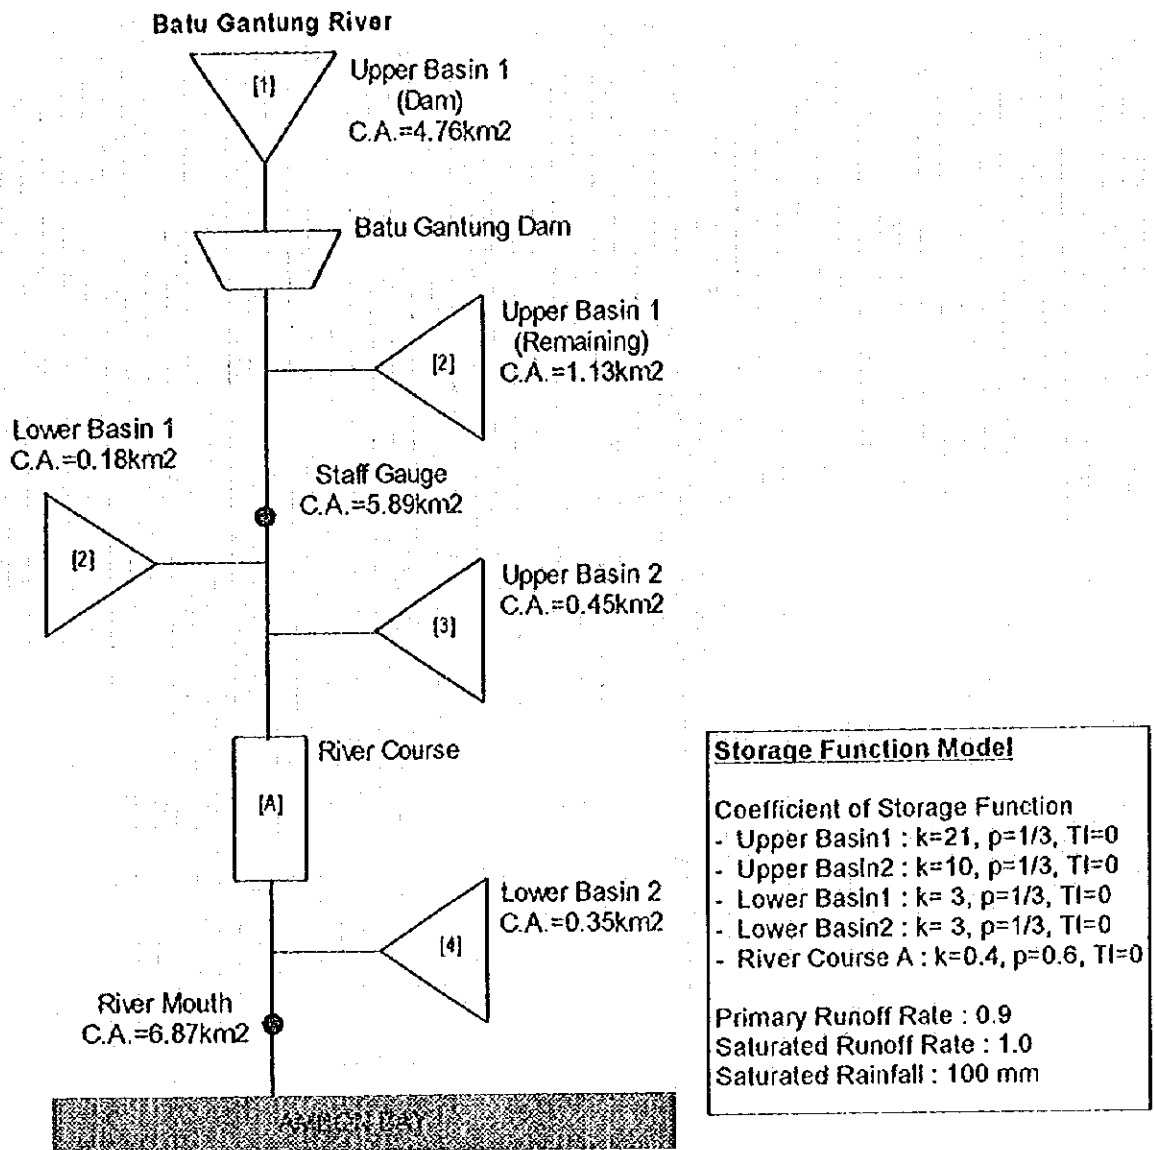 Batu Gantung River
[1]
Upper Basin 1
(Dam)
C.A.=4.76km2
Batu Gantung Dam
Upper Basin 1
(Remaining)
C.A.=1.13km2
[2]
Lower Basin 1
C.A.=0.18km2
[2]
Staff Gauge
C.A.=5.89km2
Upper Basin 2
C.A.=0.45km2
[3]
River Course
[A]
Lower Basin 2
C.A.=0.35km2
[4]
River Mouth
C.A.=6.87km2
AMBON BAY
Storage Function Model
Coefficient of Storage Function
- Upper Basin1 : k=21, p=1/3, Tl=0
- Upper Basin2 : k=10, p=1/3, Tl=0
- Lower Basin1 : k= 3, p=1/3, Tl=0
- Lower Basin2 : k= 3, p=1/3, Tl=0
- River Course A : k=0.4, p=0.6, Tl=0
Primary Runoff Rate : 0.9
Saturated Runoff Rate : 1.0
Saturated Rainfall : 100 mm